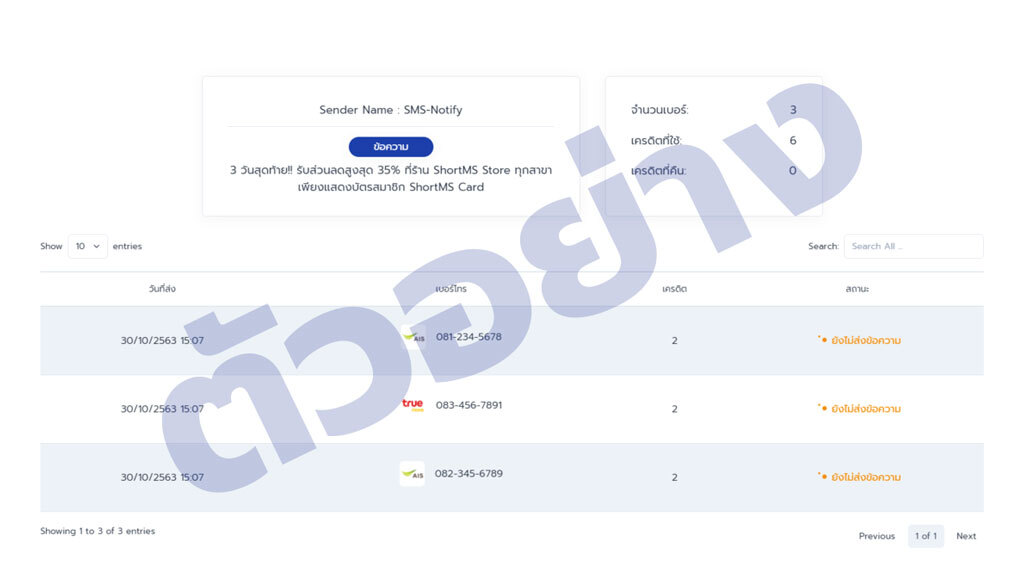 Sender Name : SMS-Notify
ข้อความ
3 วันสุดท้าย!! รับส่วนลดสูงสุด 35% ที่ร้าน ShortMS Store ทุกสาขา
เพียงแสดงบัตรสมาชิก ShortMS Card
จำนวนเบอร์: 3
เครดิตที่ใช้: 6
เครดิตที่คืน: 0
Show 10 entries
Search: Search All ...
วันที่ส่ง เบอร์โทร เครดิต สถานะ
30/10/2563 15:07 AIS 081-234-5678 2 ยังไม่ส่งข้อความ
30/10/2563 15:07 true 083-456-7891 2 ยังไม่ส่งข้อความ
30/10/2563 15:07 AIS 082-345-6789 2 ยังไม่ส่งข้อความ
Showing 1 to 3 of 3 entries
Previous 1 of 1 Next
ตัวอย่าง